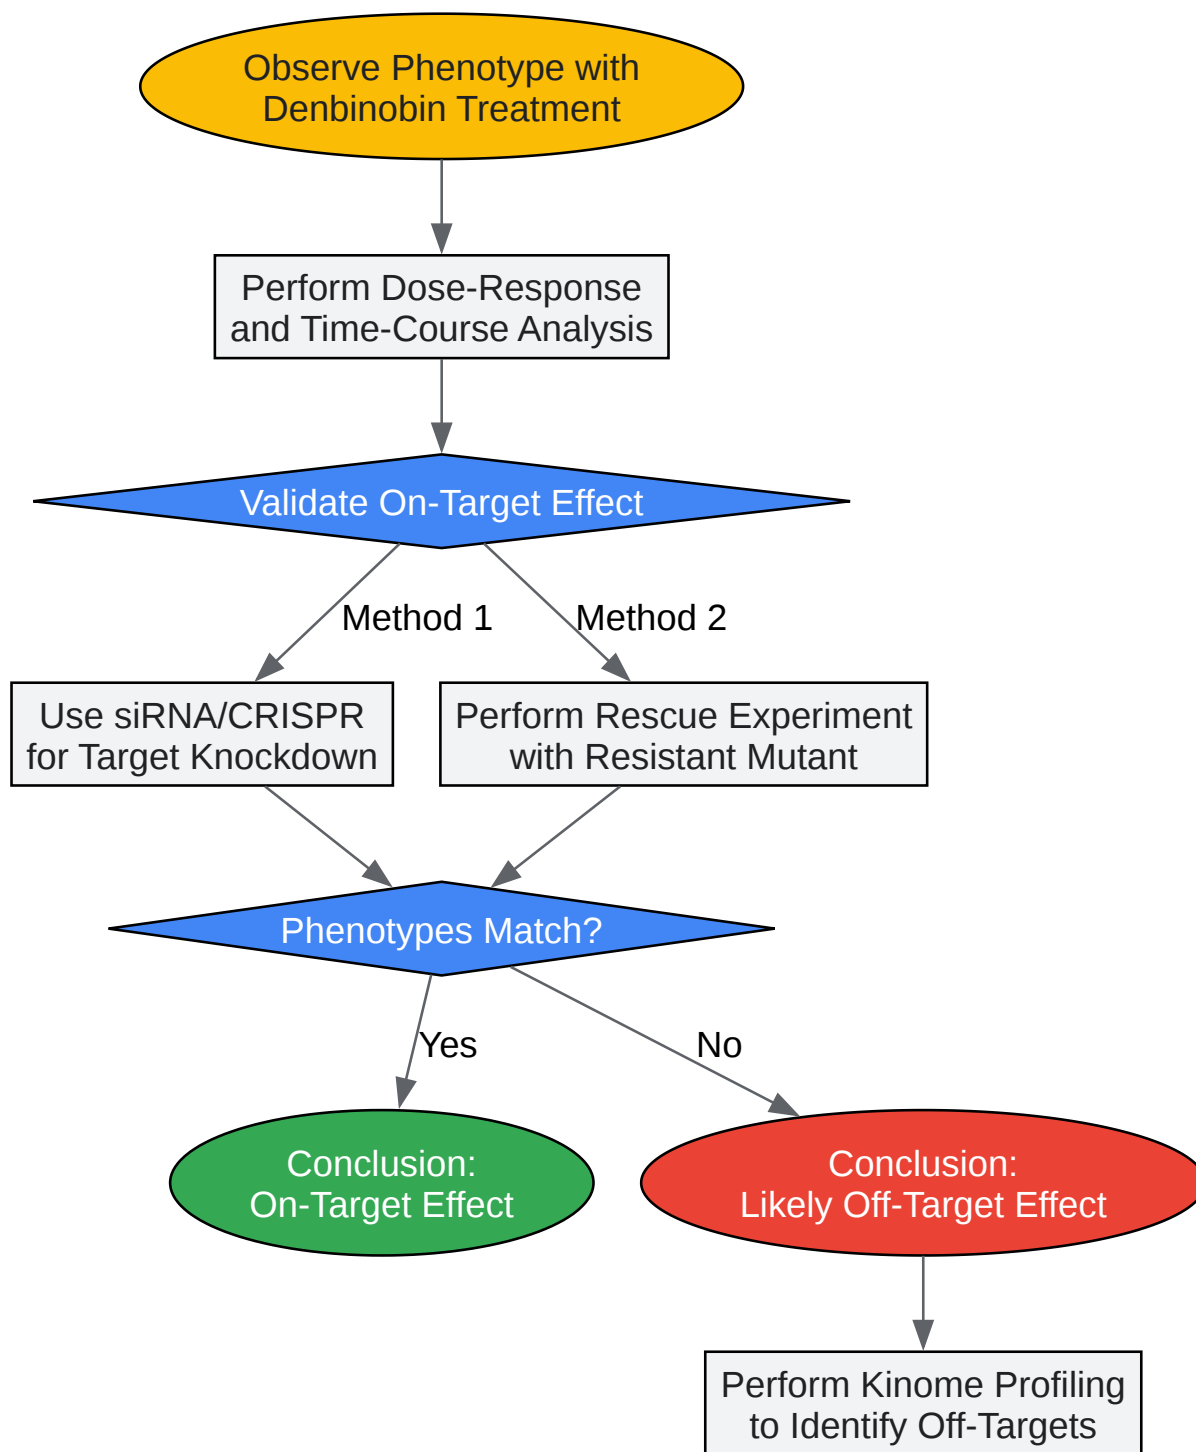 Observe Phenotype with
Denbinobin Treatment
Perform Dose-Response
and Time-Course Analysis
Validate On-Target Effect
Method 1
Method 2
Use siRNA/CRISPR
for Target Knockdown
Perform Rescue Experiment
with Resistant Mutant
Phenotypes Match?
Yes
No
Conclusion:
On-Target Effect
Conclusion:
Likely Off-Target Effect
Perform Kinome Profiling
to Identify Off-Targets